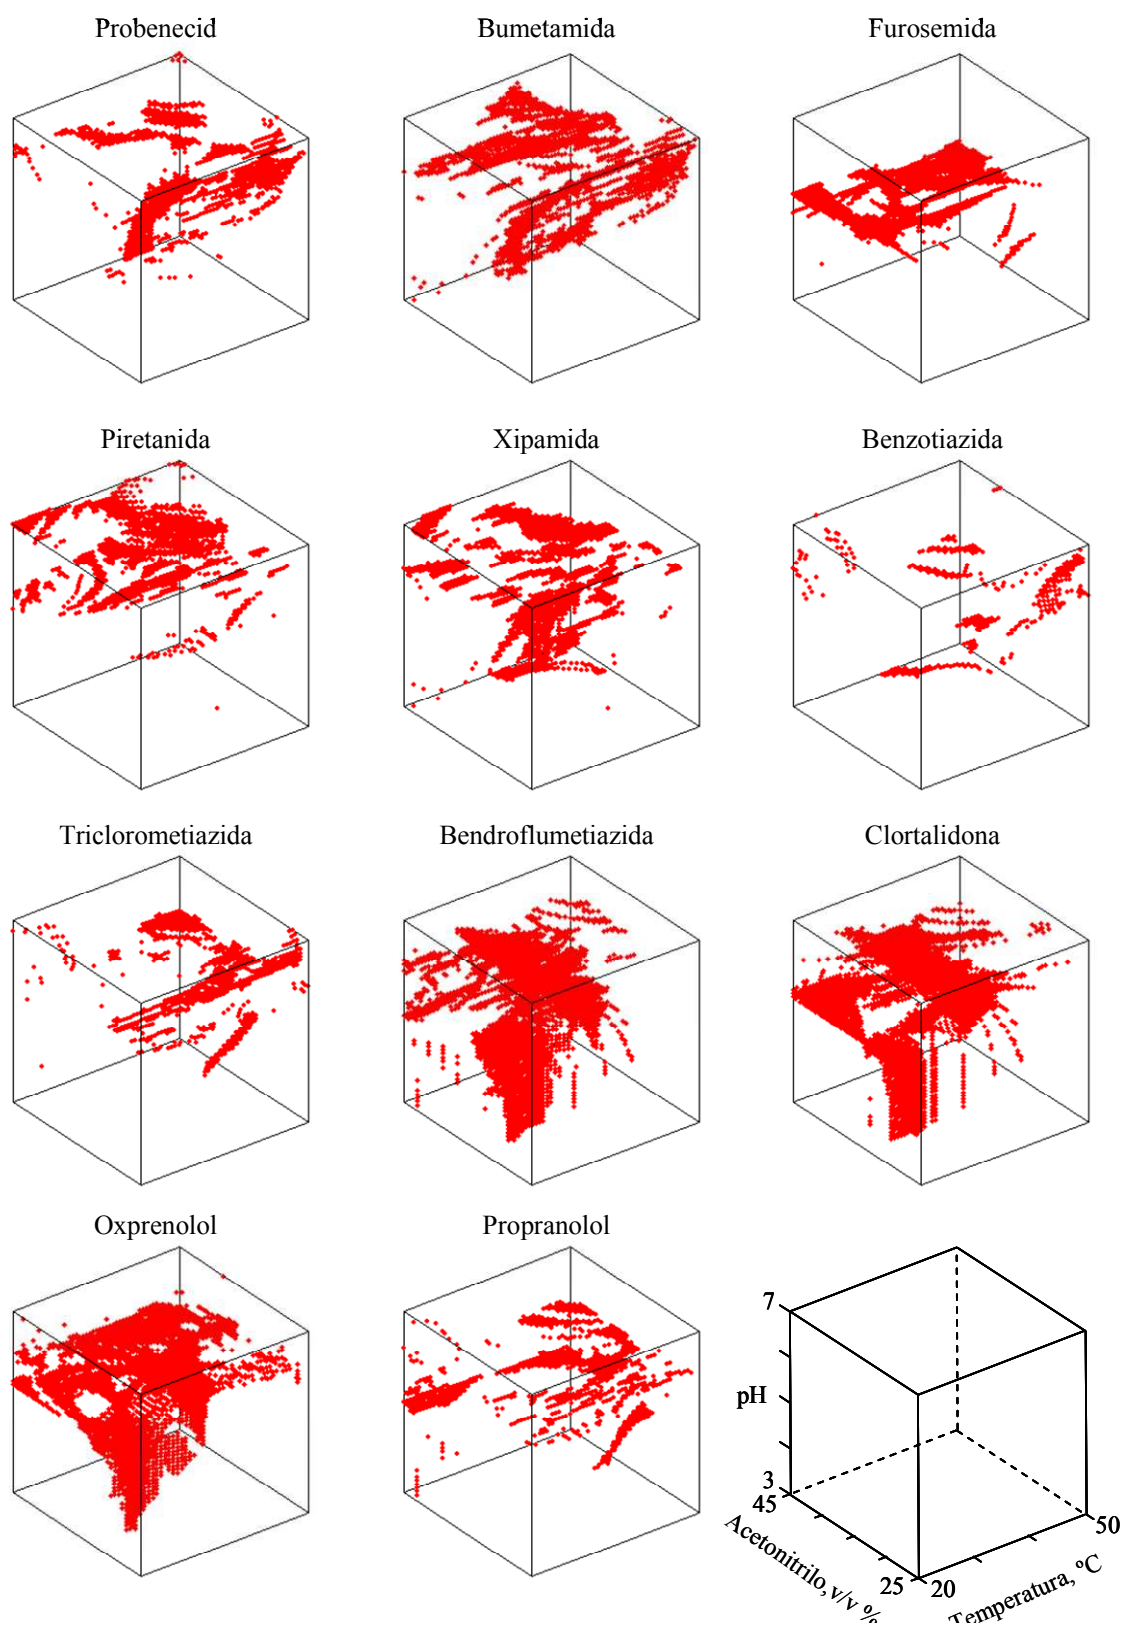 Probenecid
Bumetamida
Furosemida
Piretanida
Xipamida
Benzotiazida
Triclorometiazida
Bendroflumetiazida
Clortalidona
Oxprenolol
Propranolol
7
pH
3
45
Acetonitrilo, v/v %
25
20
50
Temperatura, ºC